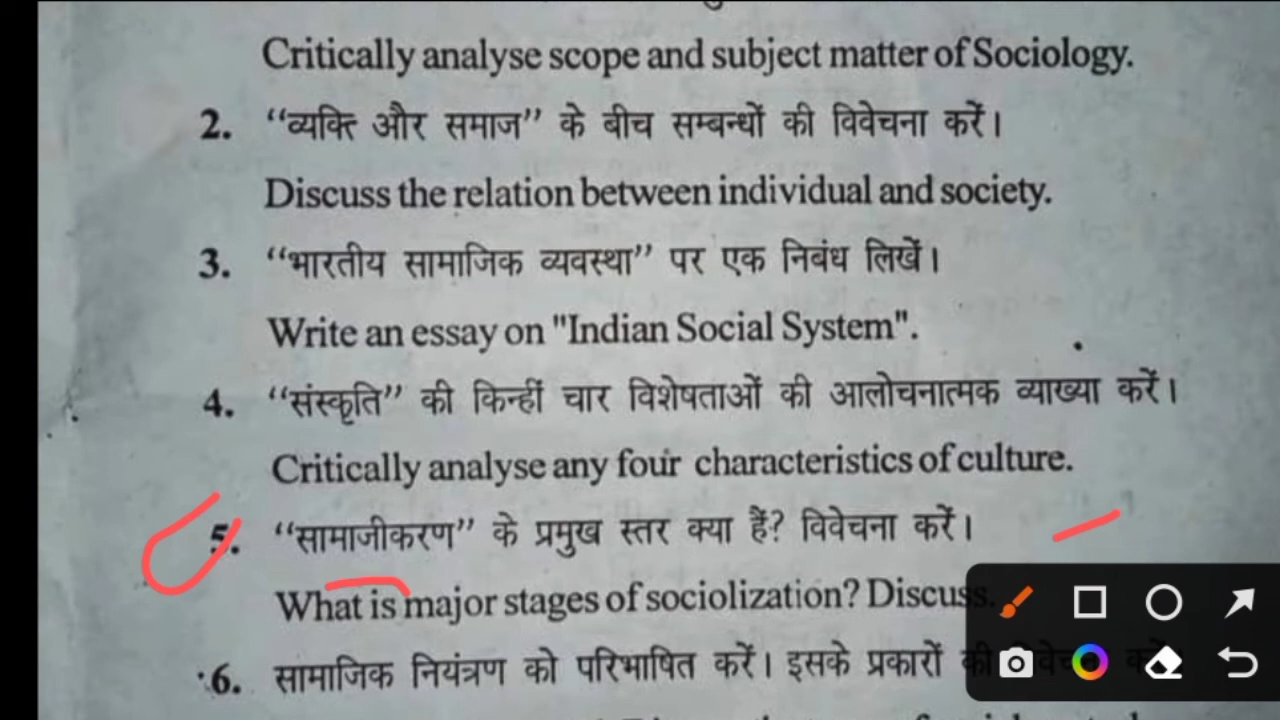 Critically analyse scope and subject matter of Sociology.
2. “व्यक्ति और समाज” के बीच सम्बन्धों की विवेचना करें।
Discuss the relation between individual and society.
3. “भारतीय सामाजिक व्यवस्था” पर एक निबंध लिखें।
Write an essay on "Indian Social System".
4. “संस्कृति” की किन्हीं चार विशेषताओं की आलोचनात्मक व्याख्या करें।
Critically analyse any four characteristics of culture.
5. “सामाजीकरण” के प्रमुख स्तर क्या हैं? विवेचना करें।
What is major stages of sociolization? Discuss.
6. सामाजिक नियंत्रण को परिभाषित करें। इसके प्रकारों की विवेचना करें।